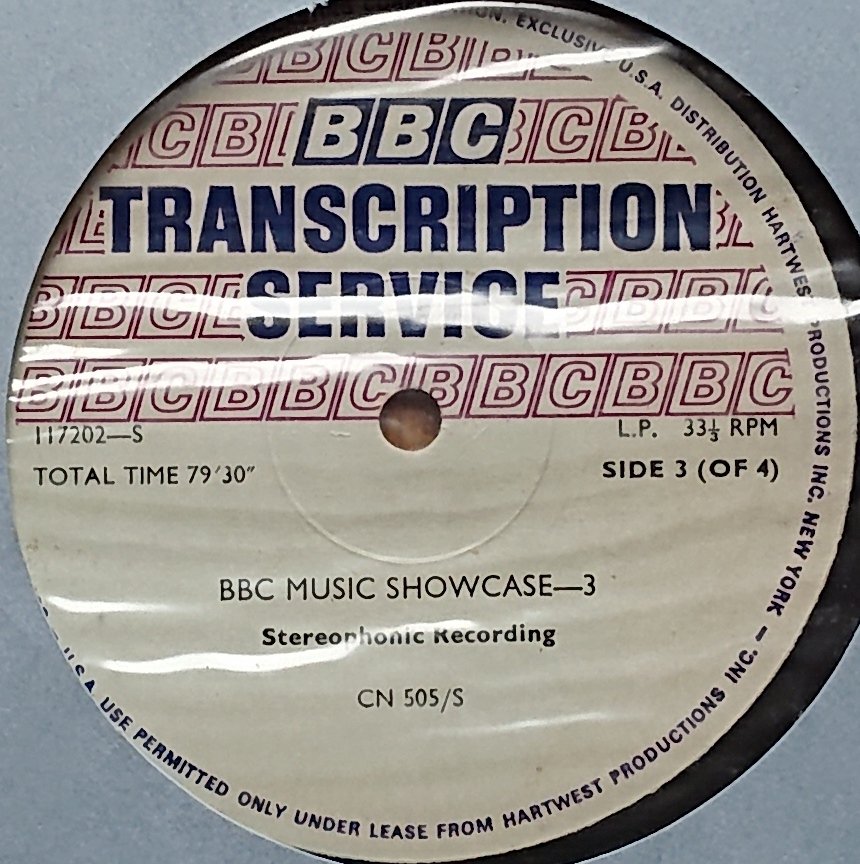 BBC
TRANSCRIPTION
SERVICE
117202—S
L.P. 33⅓ RPM
TOTAL TIME 79'30"
SIDE 3 (OF 4)
BBC MUSIC SHOWCASE—3
Stereophonic Recording
CN 505/S
EXCLUSIVE U.S.A. DISTRIBUTION HARTWEST PRODUCTIONS INC. NEW YORK —
U.S.A. USE PERMITTED ONLY UNDER LEASE FROM HARTWEST PRODUCTIONS INC. —